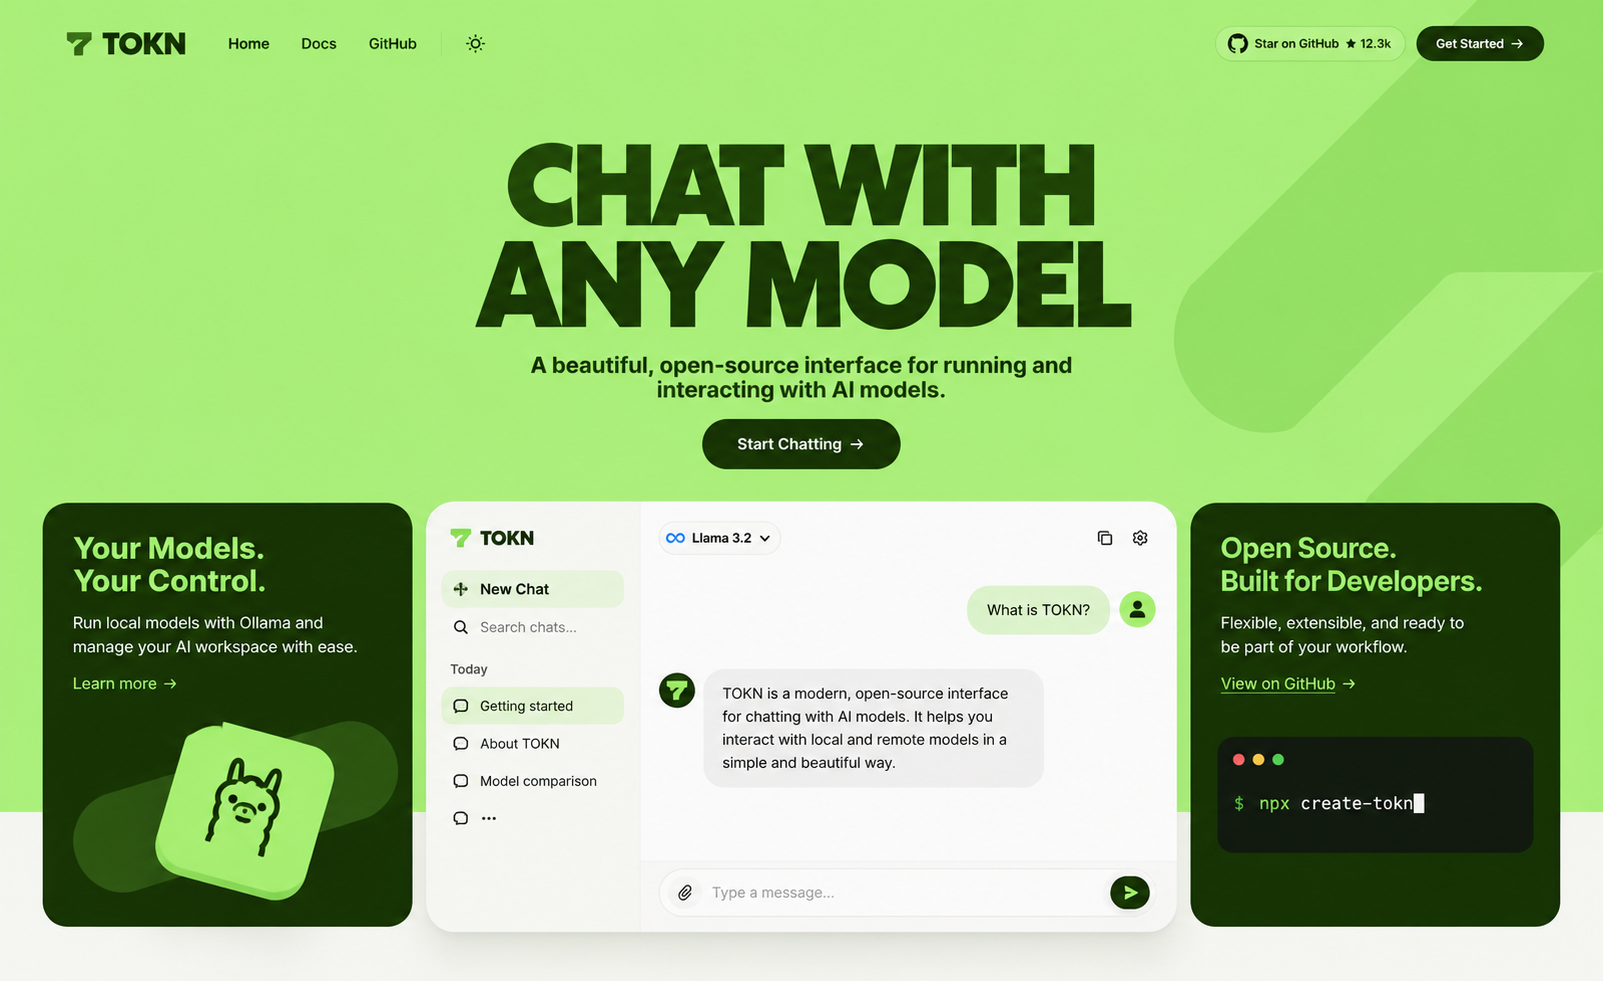 TOKN
Home
Docs
GitHub
Star on GitHub ★ 12.3k
Get Started →
CHAT WITH
ANY MODEL
A beautiful, open-source interface for running and
interacting with AI models.
Start Chatting →
Your Models.
Your Control.
Run local models with Ollama and
manage your AI workspace with ease.
Learn more →
TOKN
New Chat
Search chats...
Today
Getting started
About TOKN
Model comparison
•••
Llama 3.2
What is TOKN?
TOKN is a modern, open-source interface
for chatting with AI models. It helps you
interact with local and remote models in a
simple and beautiful way.
Type a message...
Open Source.
Built for Developers.
Flexible, extensible, and ready to
be part of your workflow.
View on GitHub →
$ npx create-tokn